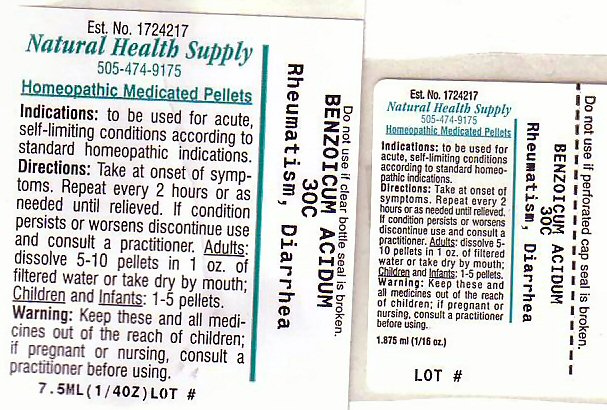 Est. No. 1724217
Natural Health Supply
505-474-9175
Homeopathic Medicated Pellets
Indications: to be used for acute,
self-limiting conditions according to
standard homeopathic indications.
Directions: Take at onset of symp-
toms. Repeat every 2 hours or as
needed until relieved. If condition
persists or worsens discontinue use
and consult a practitioner. Adults:
dissolve 5-10 pellets in 1 oz. of
filtered water or take dry by mouth;
Children and Infants: 1-5 pellets.
Warning: Keep these and all medi-
cines out of the reach of children;
if pregnant or nursing, consult a
practitioner before using.
7.5ML(1/4OZ)LOT #
Do not use if clear bottle seal is broken.
BENZOICUM ACIDUM
30C
Rheumatism, Diarrhea
Est. No. 1724217
Natural Health Supply
505-474-9175
Homeopathic Medicated Pellets
Indications: to be used for
acute, self-limiting conditions
according to standard homeo-
pathic indications.
Directions: Take at onset of
symptoms. Repeat every 2
hours or as needed until relieved.
If condition persists or worsens
discontinue use and consult a
practitioner. Adults: dissolve 5-
10 pellets in 1 oz. of filtered
water or take dry by mouth;
Children and Infants: 1-5 pellets.
Warning: Keep these and
all medicines out of the reach
of children; if pregnant or
nursing, consult a practitioner
before using.
1.875 ml (1/16 oz.)
LOT #
Do not use if perforated cap seal is broken.
BENZOICUM ACIDUM
30C
Rheumatism, Diarrhea